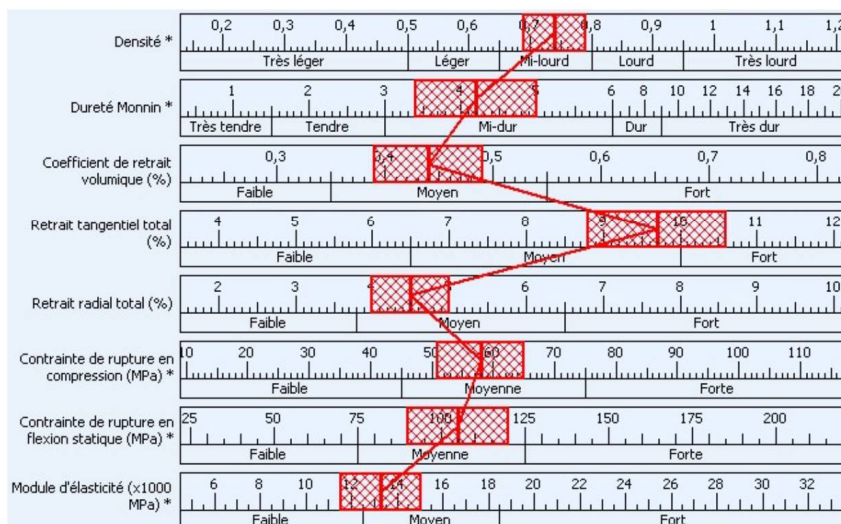 0,2 0,3 0,4 0,5 0,6 0,7 0,8 0,9 1 1,1 1,2
Densité *
Très léger Léger Mi-lourd Lourd Très lourd
1 2 3 4 5 6 8 10 12 14 16 18 20
Dureté Monnin *
Très tendre Tendre Mi-dur Dur Très dur
0,3 0,4 0,5 0,6 0,7 0,8
Coefficient de retrait
volumique (%)
Faible Moyen Fort
4 5 6 7 8 9 10 11 12
Retrait tangentiel total
(%)
Faible Moyen Fort
2 3 4 5 6 7 8 9 10
Retrait radial total (%)
Faible Moyen Fort
10 20 30 40 50 60 70 80 90 100 110
Contrainte de rupture en
compression (MPa) *
Faible Moyenne Forte
25 50 75 100 125 150 175 200
Contrainte de rupture en
flexion statique (MPa) *
Faible Moyenne Forte
6 8 10 12 14 16 18 20 22 24 26 28 30 32
Module d'élasticité (x1000
MPa) *
Faible Moyen Fort